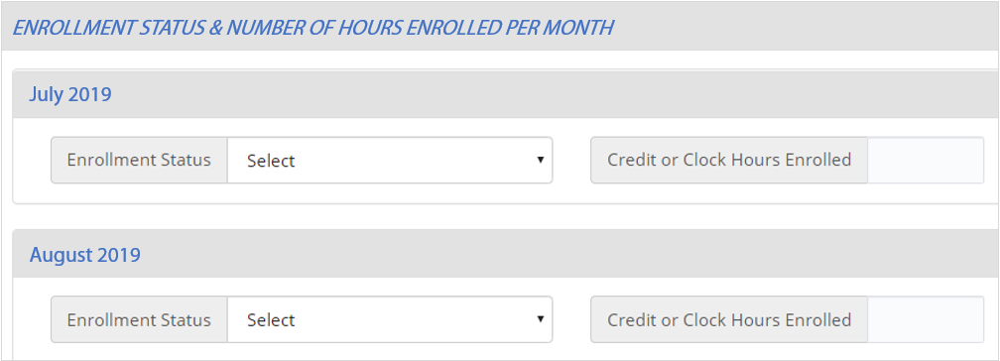 ENROLLMENT STATUS & NUMBER OF HOURS ENROLLED PER MONTH
July 2019
Enrollment Status Select Credit or Clock Hours Enrolled
August 2019
Enrollment Status Select Credit or Clock Hours Enrolled